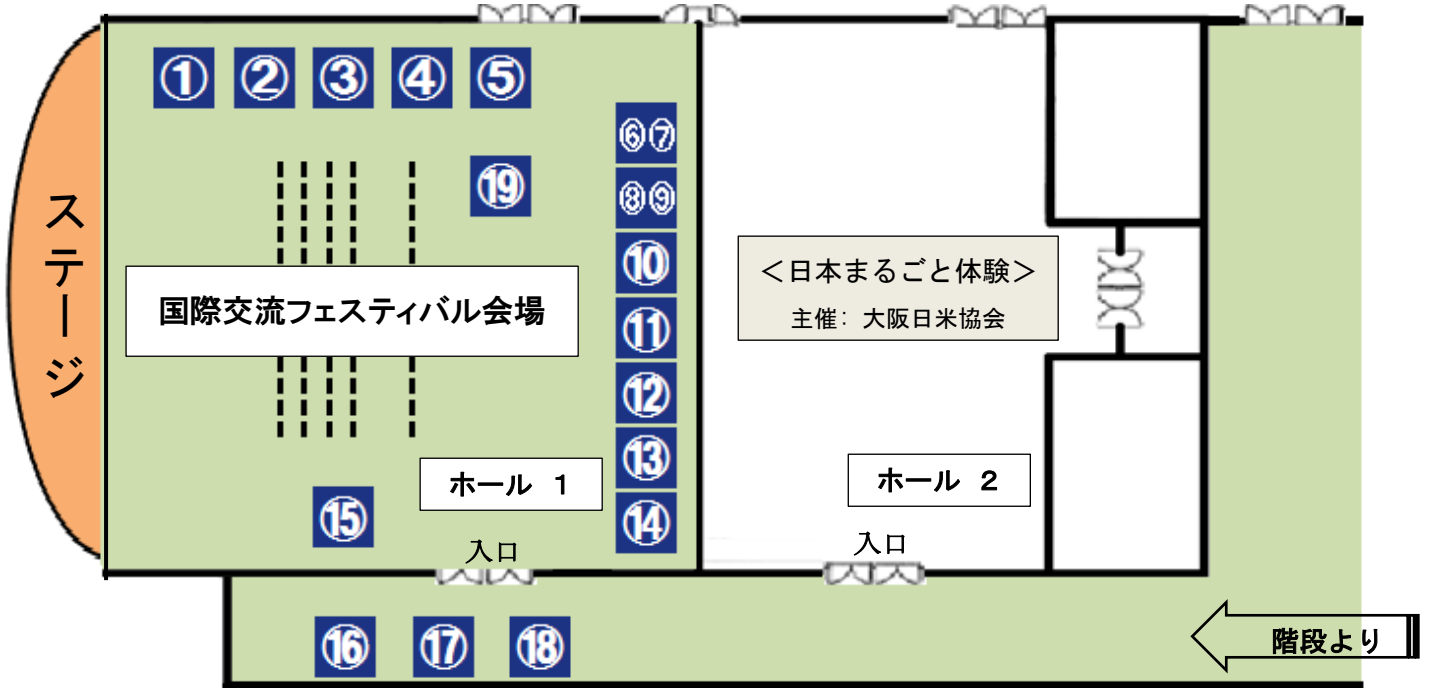 ① ② ③ ④ ⑤
⑥⑦
⑲
⑧⑨
ステージ
⑩
国際交流フェスティバル会場
⑪
⑫
⑬
⑭
ホール 1
⑮
入口
<日本まるごと体験>
主催: 大阪日米協会
ホール 2
入口
⑯ ⑰ ⑱
階段より